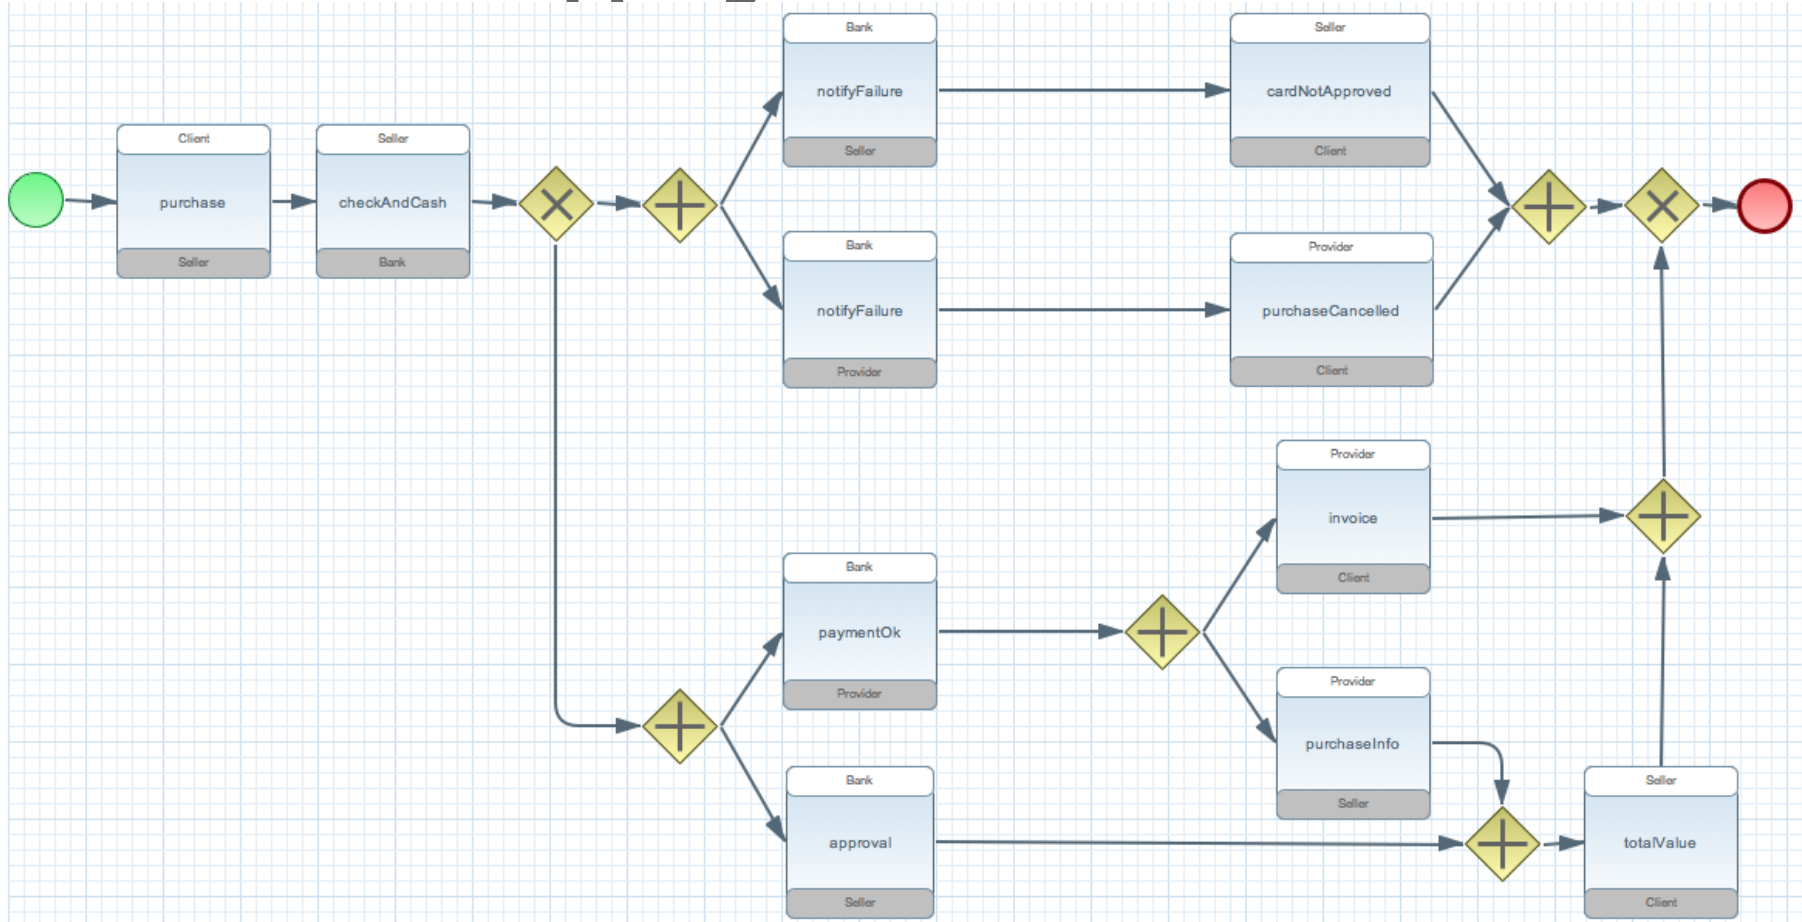 Client
purchase
Seller
Seller
checkAndCash
Bank
Bank
notifyFailure
Seller
Seller
cardNotApproved
Client
Bank
notifyFailure
Provider
Provider
purchaseCancelled
Client
Provider
invoice
Client
Bank
paymentOk
Provider
Provider
purchaseInfo
Seller
Bank
approval
Seller
Seller
totalValue
Client